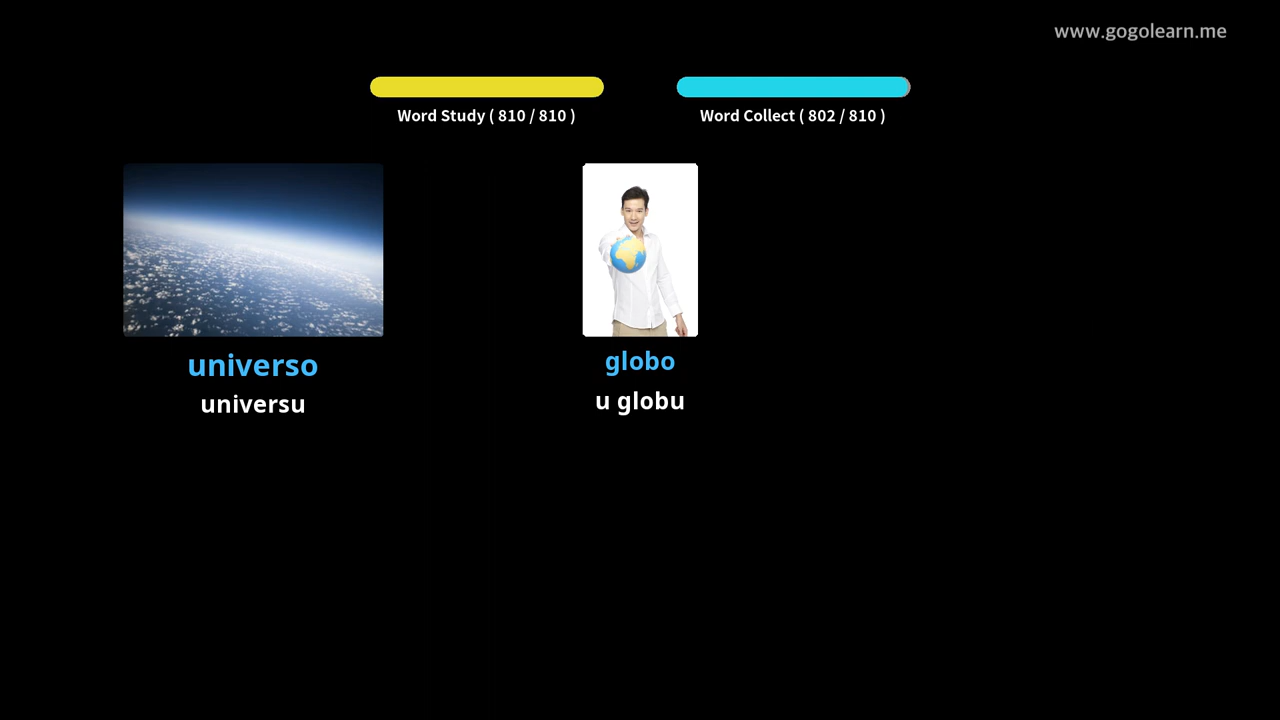 www.gogolearn.me
Word Study ( 810 / 810 )
Word Collect ( 802 / 810 )
universo
universu
globo
u globu